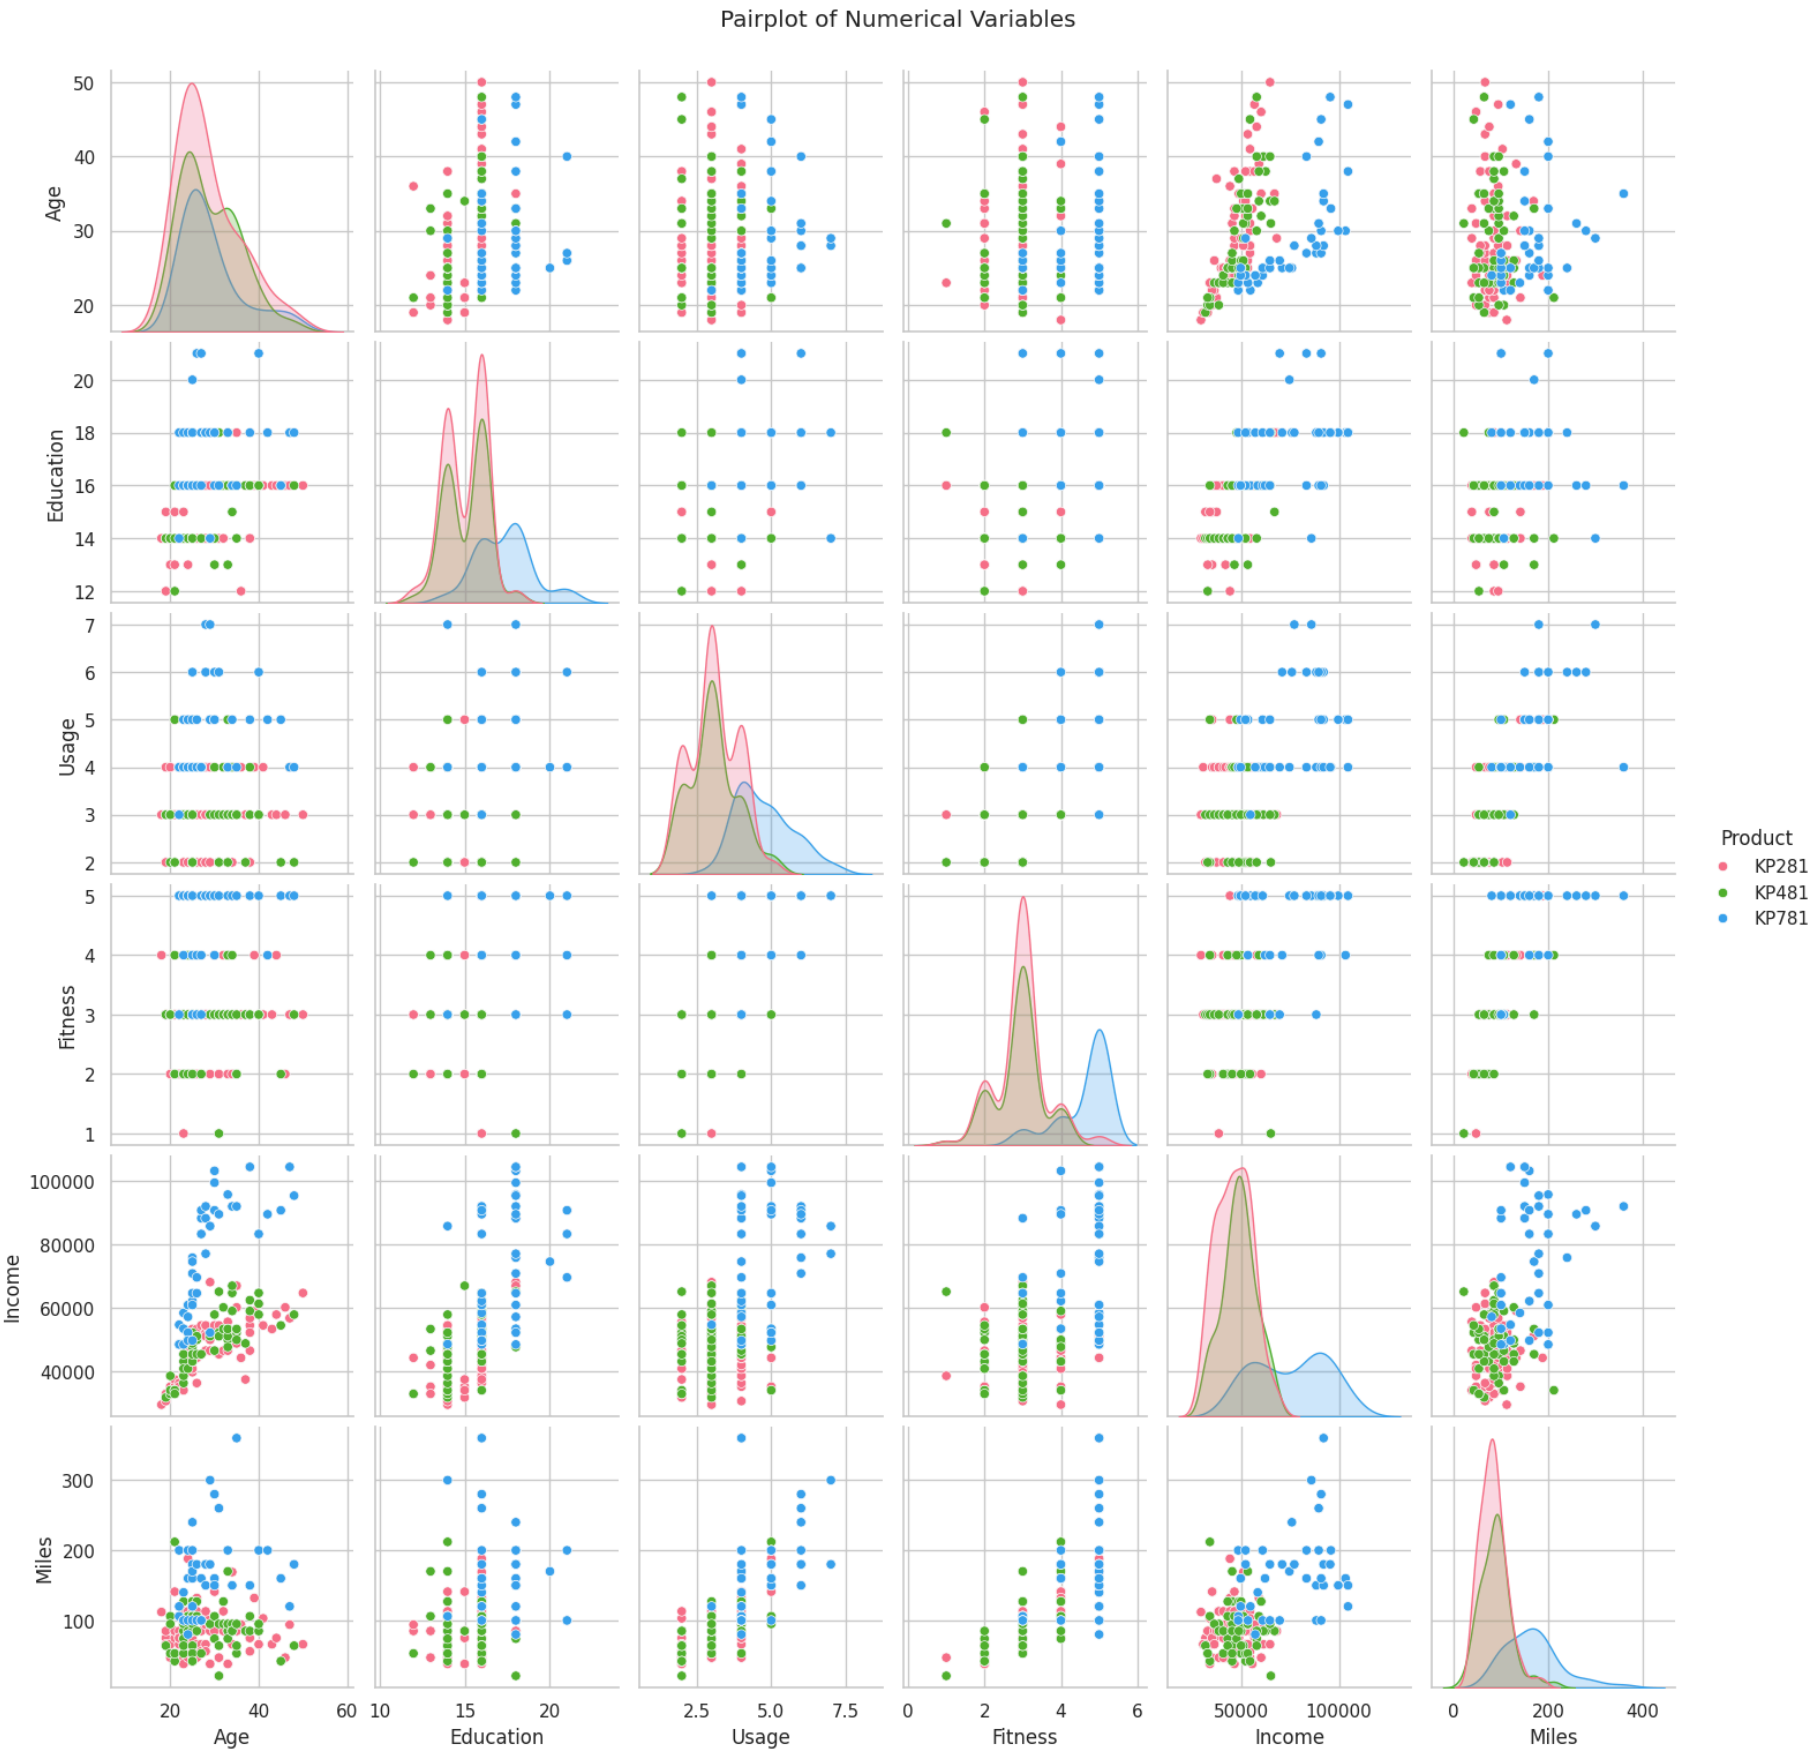 Pairplot of Numerical Variables
50
40
30
20
Age
20
18
16
14
12
Education
7
6
5
4
3
2
Usage
5
4
3
2
1
Fitness
100000
80000
60000
40000
Income
300
200
100
Miles
20 40 60
10 15 20
2.5 5.0 7.5
0 2 4 6
50000 100000
0 200 400
Age Education Usage Fitness Income Miles
Product
KP281
KP481
KP781